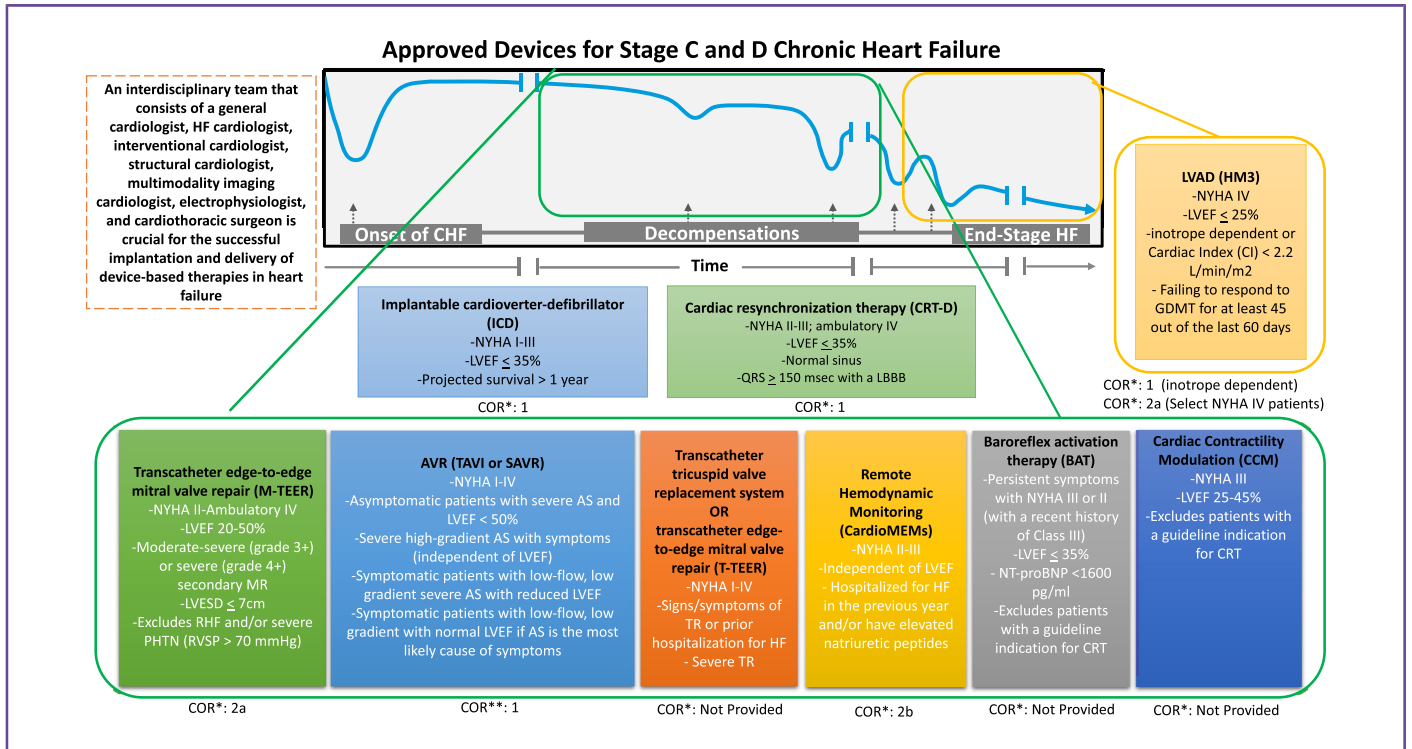 Approved Devices for Stage C and D Chronic Heart Failure
An interdisciplinary team that
consists of a general
cardiologist, HF cardiologist,
interventional cardiologist,
structural cardiologist,
multimodality imaging
cardiologist, electrophysiologist,
and cardiothoracic surgeon is
crucial for the successful
implantation and delivery of
device-based therapies in heart
failure
Onset of CHF
Decompensations
End-Stage HF
Time
LVAD (HM3)
-NYHA IV
-LVEF ≤ 25%
-inotrope dependent or
Cardiac Index (CI) < 2.2
L/min/m2
- Failing to respond to
GDMT for at least 45
out of the last 60 days
COR*: 1 (inotrope dependent)
COR*: 2a (Select NYHA IV patients)
Implantable cardioverter-defibrillator
(ICD)
-NYHA I-III
-LVEF ≤ 35%
-Projected survival > 1 year
COR*: 1
Cardiac resynchronization therapy (CRT-D)
-NYHA II-III; ambulatory IV
-LVEF ≤35%
-Normal sinus
-QRS ≥ 150 msec with a LBBB
COR*: 1
Transcatheter edge-to-edge
mitral valve repair (M-TEER)
-NYHA II-Ambulatory IV
-LVEF 20-50%
-Moderate-severe (grade 3+)
or severe (grade 4+)
secondary MR
-LVESD ≤ 7cm
-Excludes RHF and/or severe
PHTN (RVSP > 70 mmHg)
COR*: 2a
AVR (TAVI or SAVR)
-NYHA I-IV
-Asymptomatic patients with severe AS and
LVEF < 50%
-Severe high-gradient AS with symptoms
(independent of LVEF)
-Symptomatic patients with low-flow, low
gradient severe AS with reduced LVEF
-Symptomatic patients with low-flow, low
gradient with normal LVEF if AS is the most
likely cause of symptoms
COR**: 1
Transcatheter
tricuspid valve
replacement system
OR
transcatheter edge-
to-edge mitral valve
repair (T-TEER)
-NYHA I-IV
-Signs/symptoms of
TR or prior
hospitalization for HF
- Severe TR
COR*: Not Provided
Remote
Hemodynamic
Monitoring
(CardioMEMs)
-NYHA II-III
-Independent of LVEF
- Hospitalized for HF
in the previous year
and/or have elevated
natriuretic peptides
COR*: 2b
Baroreflex activation
therapy (BAT)
-Persistent symptoms
with NYHA III or II
(with a recent history
of Class III)
-LVEF ≤ 35%
- NT-proBNP <1600
pg/ml
-Excludes patients
with a guideline
indication for CRT
COR*: Not Provided
Cardiac Contractility
Modulation (CCM)
-NYHA III
-LVEF 25-45%
-Excludes patients with
a guideline indication
for CRT
COR*: Not Provided